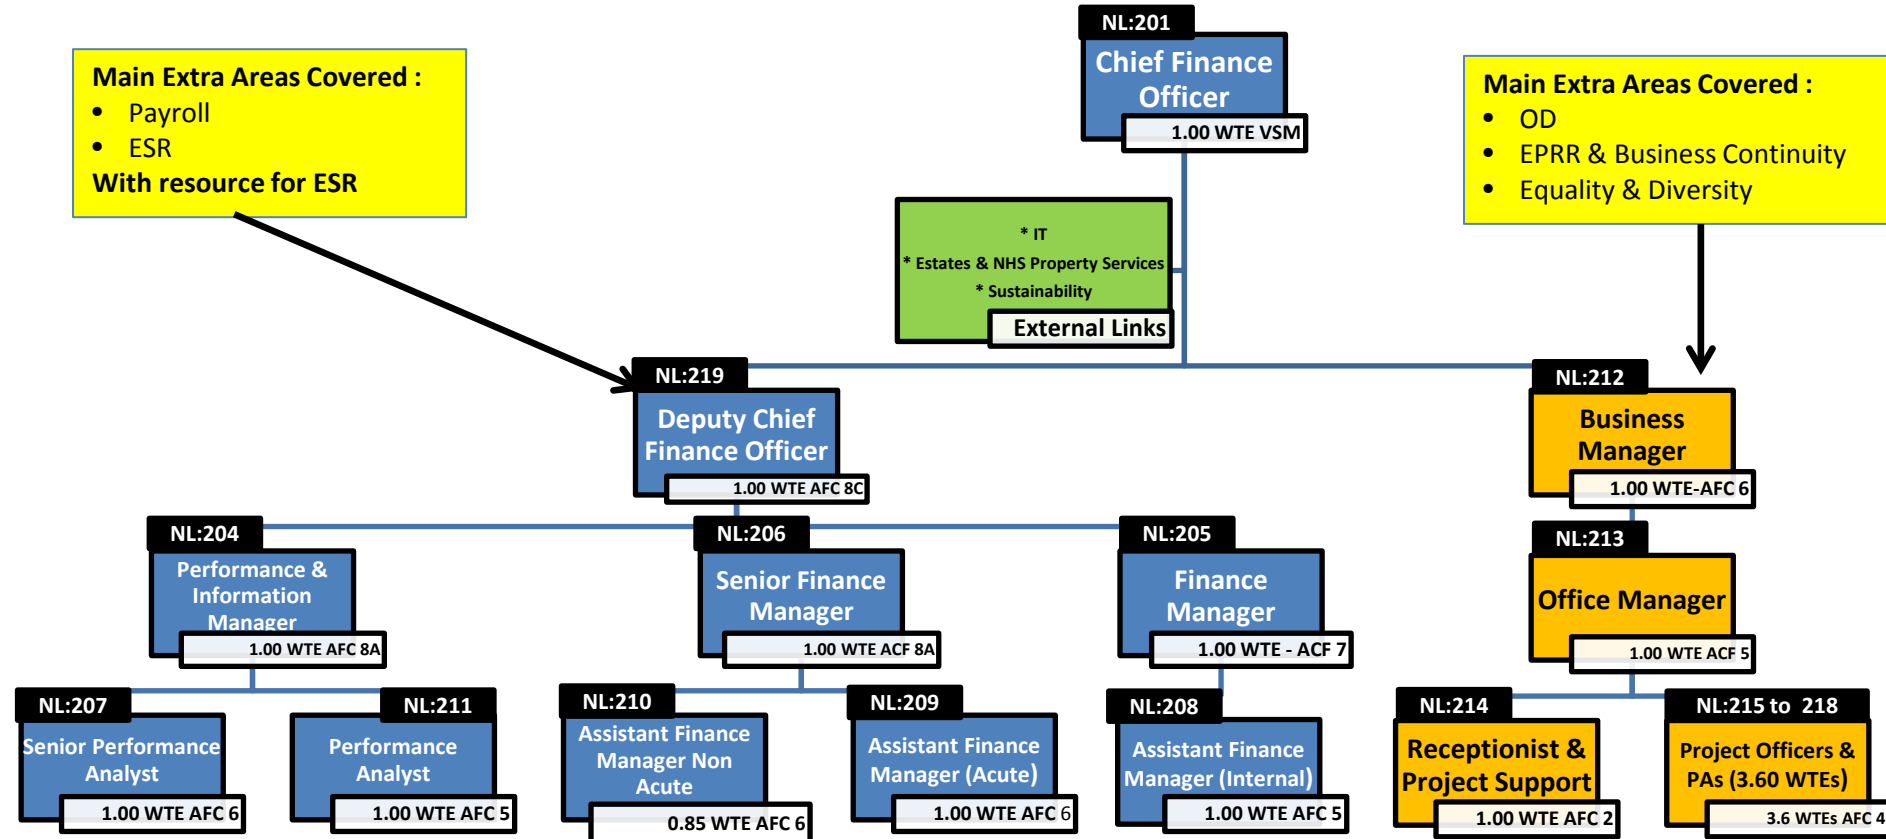 NL:201
Chief Finance
Officer
1.00 WTE VSM
Main Extra Areas Covered :
• Payroll
• ESR
With resource for ESR
Main Extra Areas Covered :
• OD
• EPRR & Business Continuity
• Equality & Diversity
* IT
* Estates & NHS Property Services
* Sustainability
External Links
NL:219
Deputy Chief
Finance Officer
1.00 WTE AFC 8C
NL:212
Business
Manager
1.00 WTE-AFC 6
NL:204
Performance &
Information
Manager
1.00 WTE AFC 8A
NL:206
Senior Finance
Manager
1.00 WTE ACF 8A
NL:205
Finance
Manager
1.00 WTE - ACF 7
NL:213
Office Manager
1.00 WTE ACF 5
NL:207
Senior Performance
Analyst
1.00 WTE AFC 6
NL:211
Performance
Analyst
1.00 WTE AFC 5
NL:210
Assistant Finance
Manager Non
Acute
0.85 WTE AFC 6
NL:209
Assistant Finance
Manager (Acute)
1.00 WTE AFC 6
NL:208
Assistant Finance
Manager (Internal)
1.00 WTE AFC 5
NL:214
Receptionist &
Project Support
1.00 WTE AFC 2
NL:215 to 218
Project Officers &
PAs (3.60 WTEs)
3.6 WTEs AFC 4